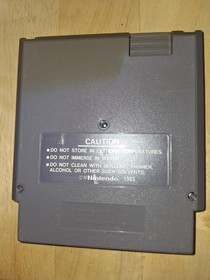 CAUTION
●DO NOT STORE IN EXTREME TEMPERATURES.
●DO NOT IMMERSE IN WATER!
●DO NOT CLEAN WITH BENZENE, THINNER,
ALCOHOL OR OTHER SUCH SOLVENTS.
© Nintendo 1985